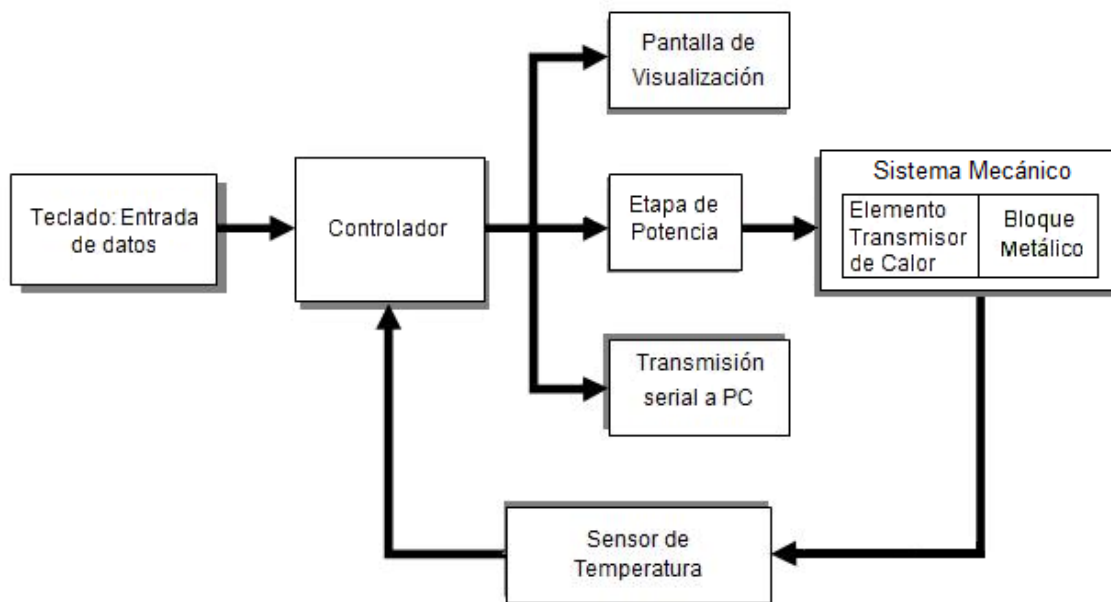 Pantalla de
Visualización
Teclado: Entrada
de datos
Controlador
Etapa de
Potencia
Sistema Mecánico
Elemento
Transmisor
de Calor
Bloque
Metálico
Transmisión
serial a PC
Sensor de
Temperatura